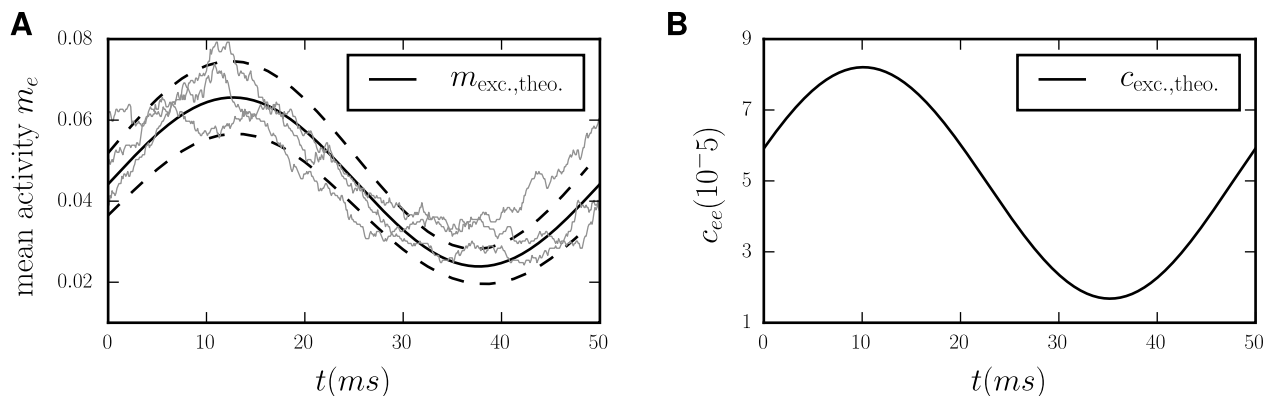 A
mean activity m_e
0.08
0.06
0.04
0.02
m_exc.,theo.
0 10 20 30 40 50
t(ms)
B
c_ee(10^−5)
9
7
5
3
1
c_exc.,theo.
0 10 20 30 40 50
t(ms)